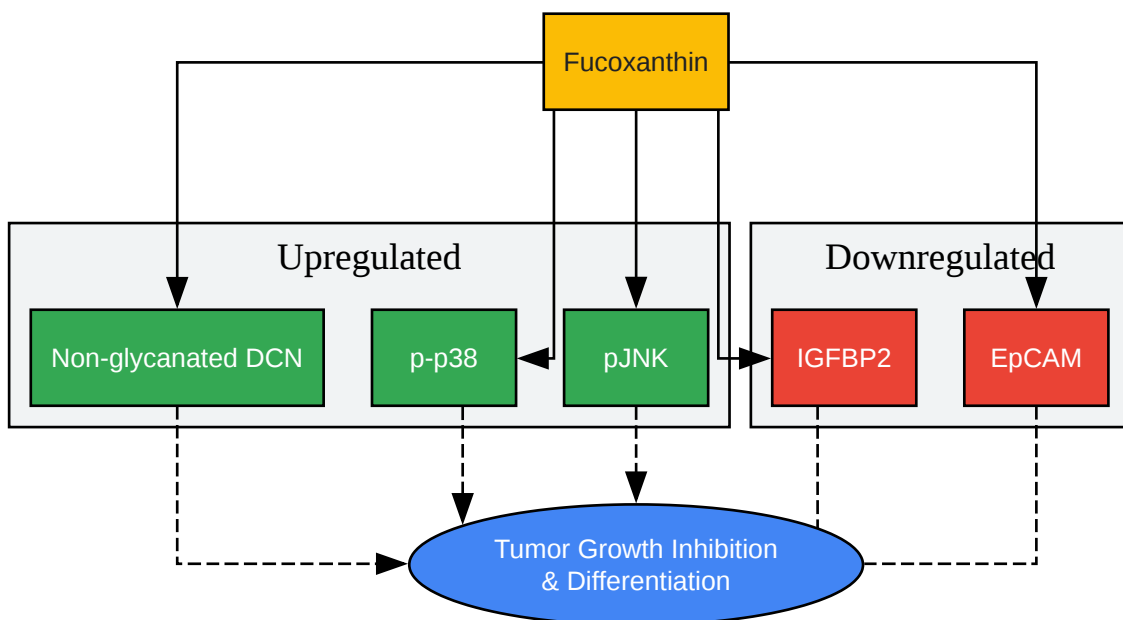 Fucoxanthin
Upregulated
Downregulated
Non-glycanated DCN
p-p38
pJNK
IGFBP2
EpCAM
Tumor Growth Inhibition
& Differentiation